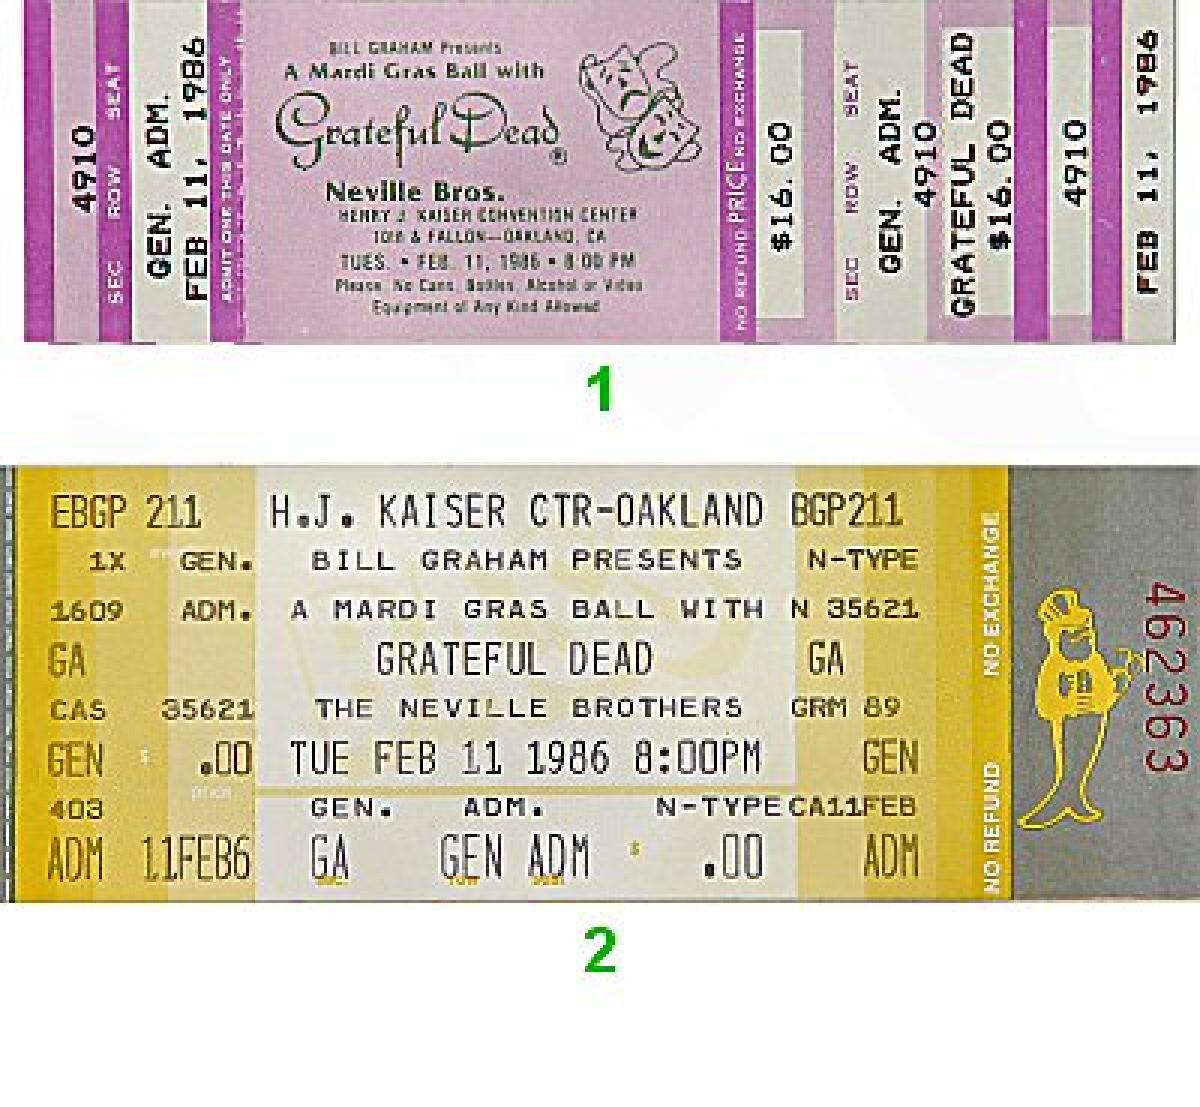 4910
SEC ROW SEAT
GEN. ADM.
FEB 11, 1986
ADMIT ONE THIS DATE ONLY
BILL GRAHAM Presents
A Mardi Gras Ball with
Grateful Dead®
Neville Bros.
HENRY J. KAISER CONVENTION CENTER
10th & FALLON—OAKLAND, CA
TUES. • FEB. 11, 1986 • 8:00 PM
Please, No Cans, Bottles, Alcohol or Video
Equipment of Any Kind Allowed
NO REFUND PRICE NO EXCHANGE
$16.00
SEC ROW SEAT
GEN. ADM.
4910
GRATEFUL DEAD
$16.00
4910
FEB 11, 1986
1
EBGP 211 H.J. KAISER CTR-OAKLAND BGP211
1X GEN. BILL GRAHAM PRESENTS N-TYPE
1609 ADM. A MARDI GRAS BALL WITH N 35621
GA GRATEFUL DEAD GA
CAS 35621 THE NEVILLE BROTHERS GRM 89
GEN $ .00 TUE FEB 11 1986 8:00PM GEN
price
403 GEN. ADM. N-TYPE CA11FEB
ADM 11FEB6 GA GEN ADM $ .00 ADM
NO REFUND NO EXCHANGE
462363
2